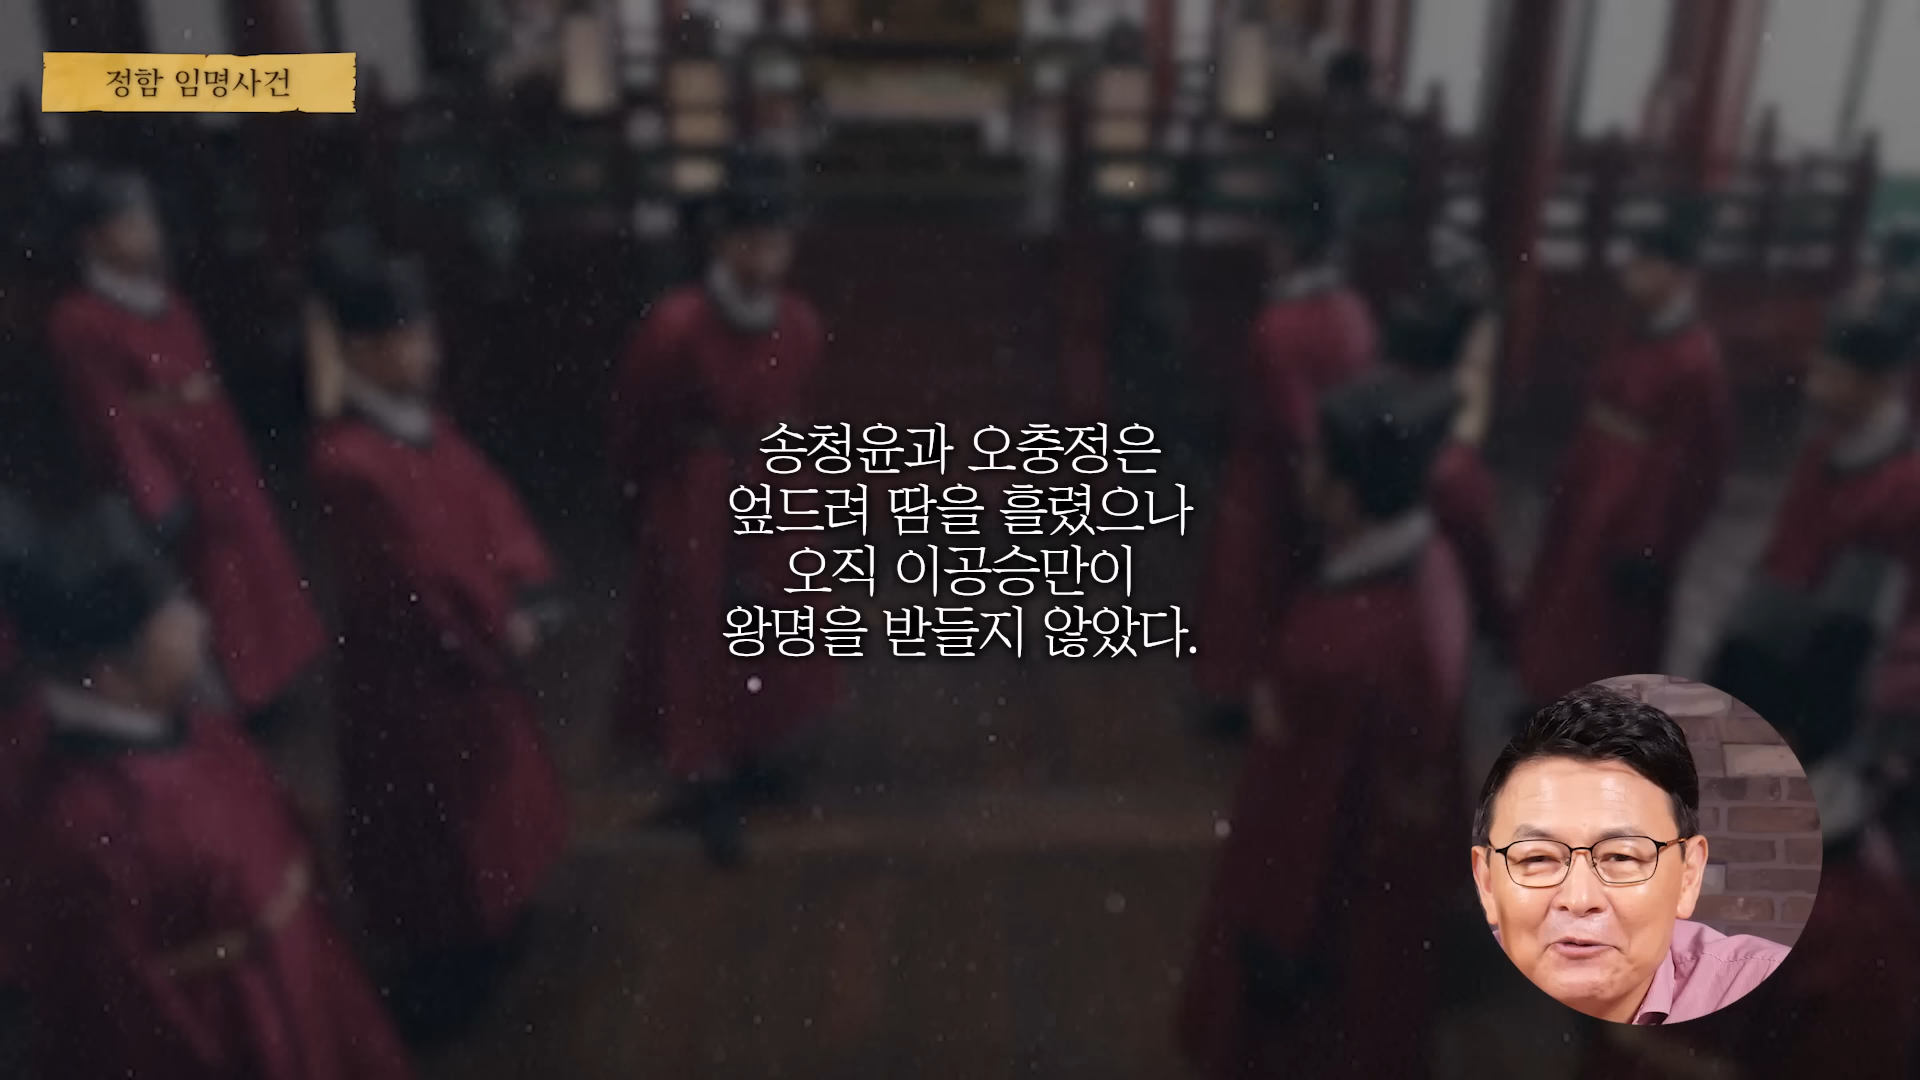 정함 임명사건
송청윤과 오충정은
엎드려 땀을 흘렸으나
오직 이공승만이
왕명을 받들지 않았다.